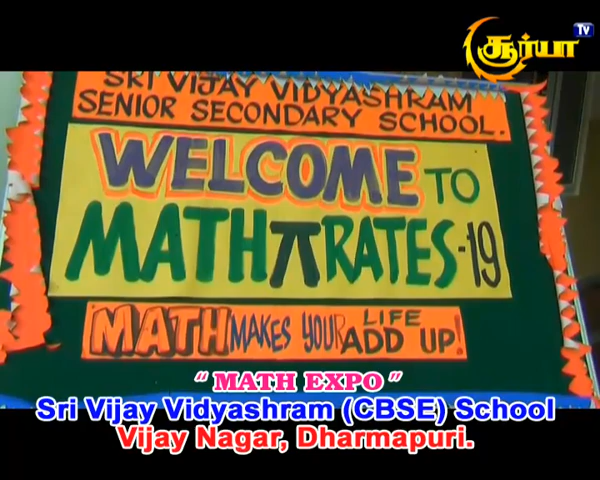 சூர்யா TV
SRI VIJAY VIDYASHRAM
SENIOR SECONDARY SCHOOL.
WELCOME TO
MATHπRATES-19
MATH MAKES YOUR LIFE ADD UP!
“ MATH EXPO ”
Sri Vijay Vidyashram (CBSE) School
Vijay Nagar, Dharmapuri.